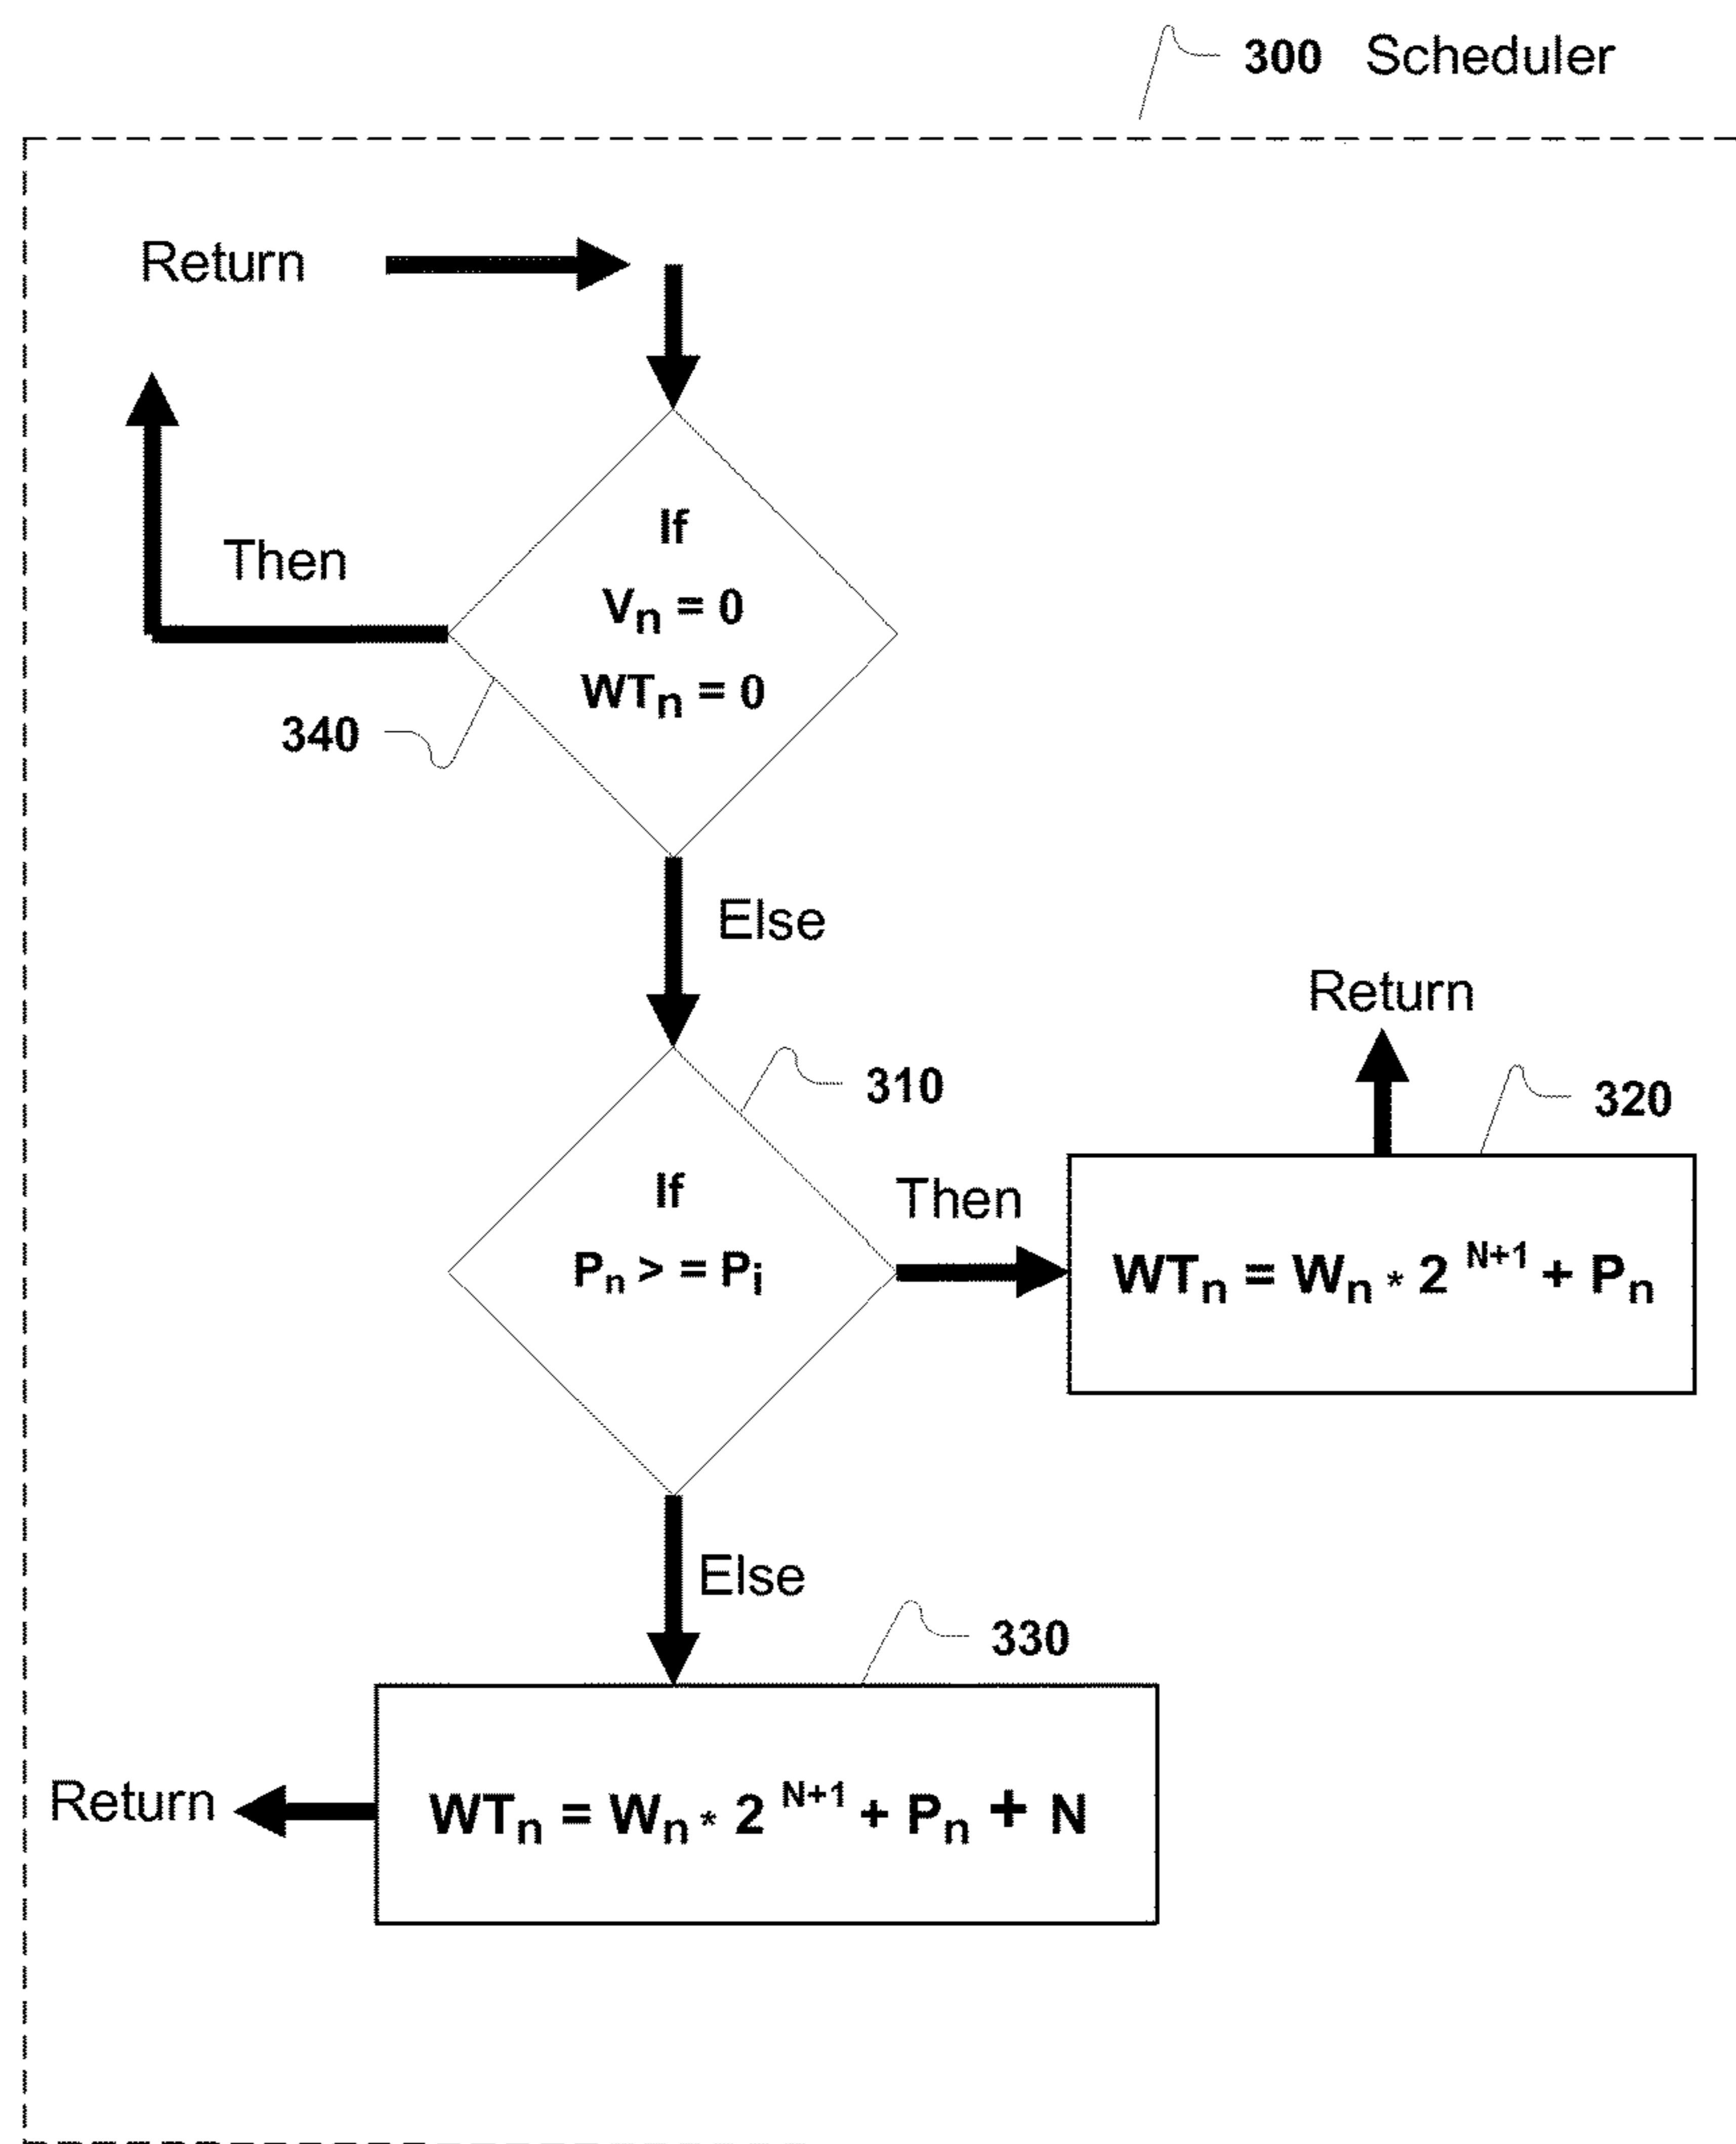 300 Scheduler
Return
Then
If
Vn = 0
WTn = 0
340
Else
Return
310
320
If
Pn > = Pi
Then
WTn = Wn * 2 N+1 + Pn
Else
330
Return
WTn = Wn * 2 N+1 + Pn + N